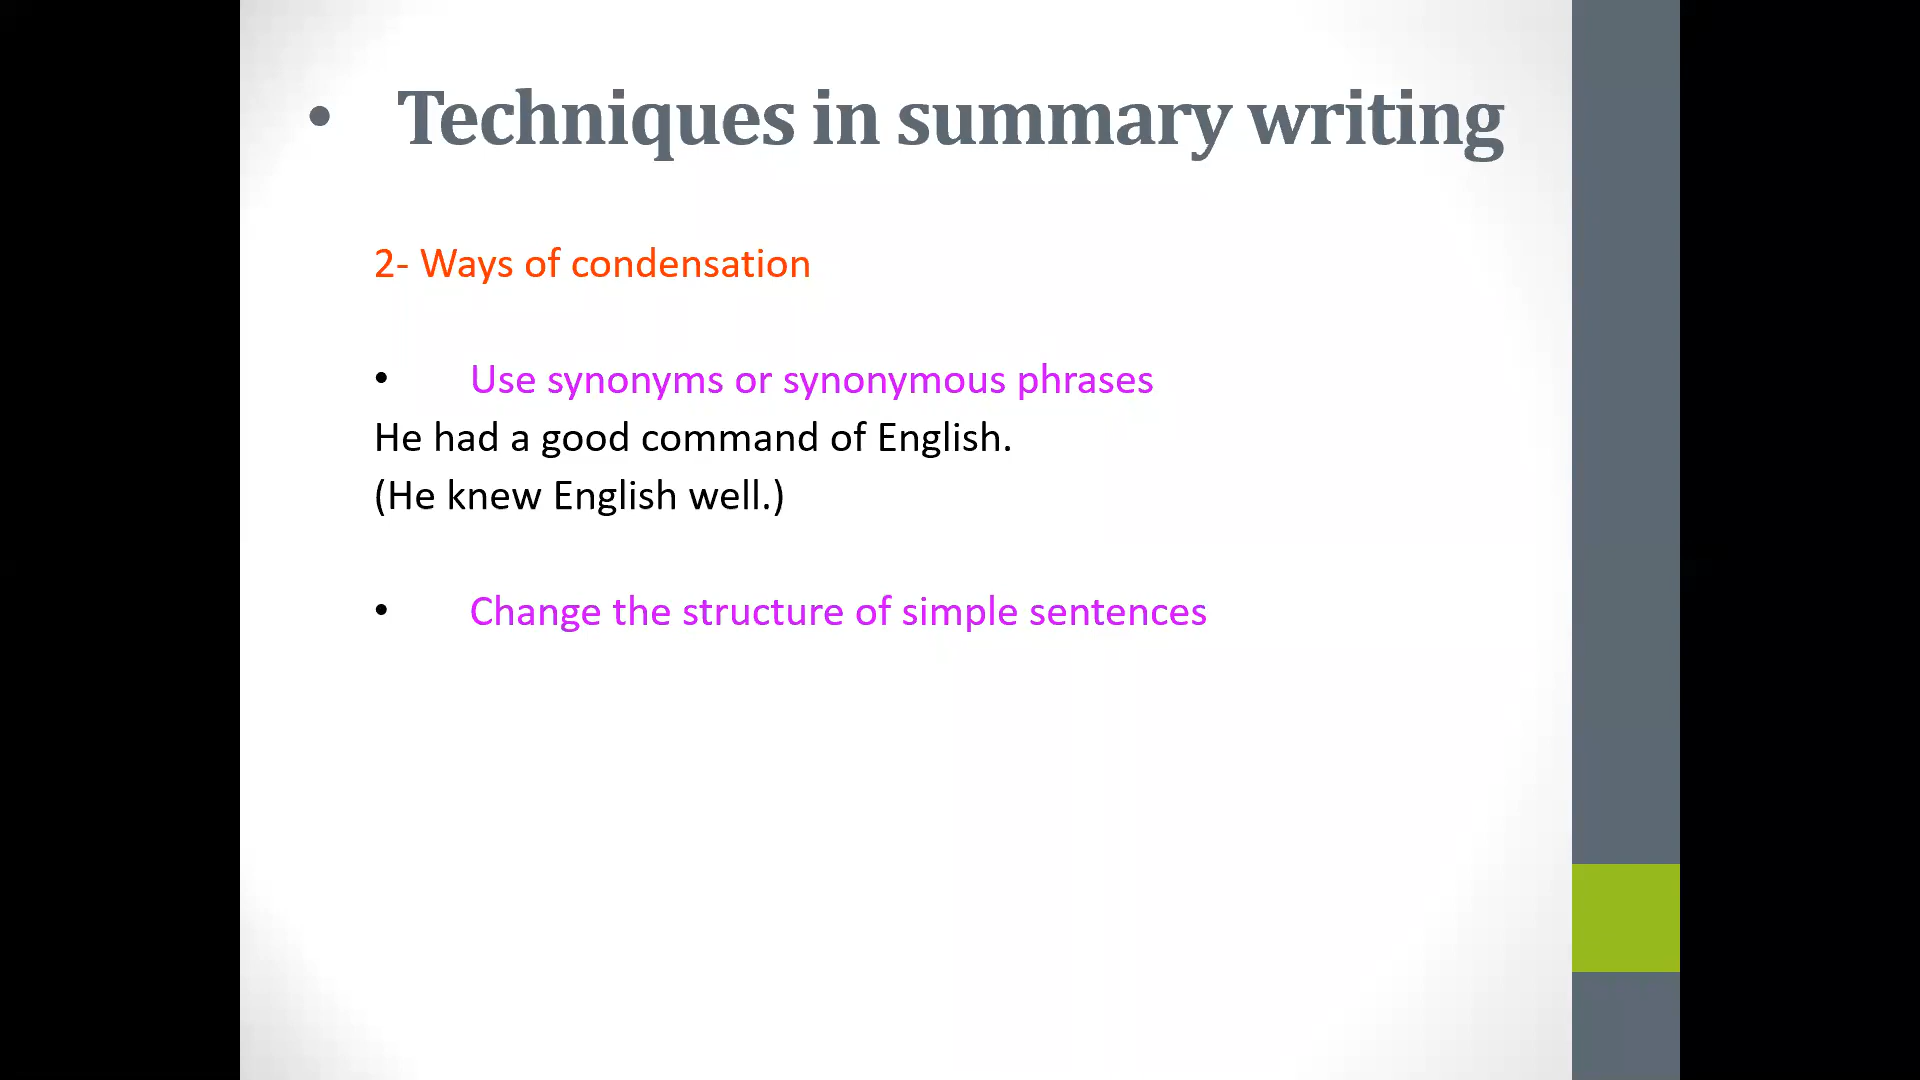 • Techniques in summary writing
2- Ways of condensation
• Use synonyms or synonymous phrases
He had a good command of English.
(He knew English well.)
• Change the structure of simple sentences